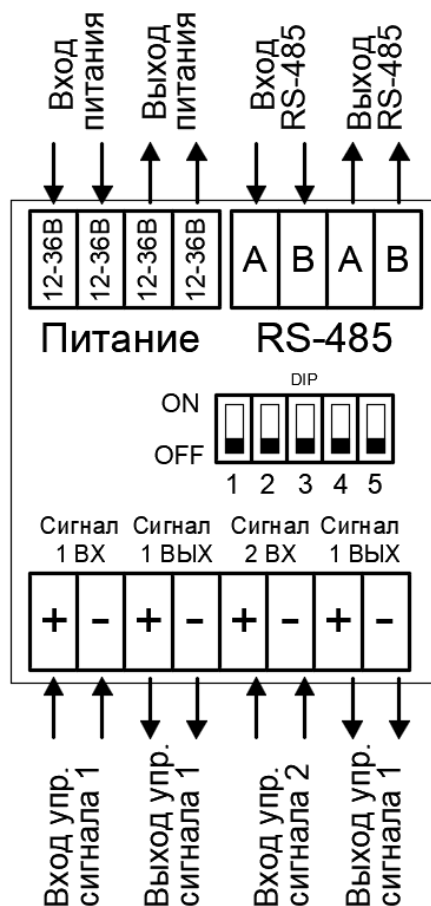 Вход
питания
Выход
питания
Вход
RS-485
Выход
RS-485
12-36В
12-36В
12-36В
12-36В
A
B
A
B
Питание
RS-485
DIP
ON
OFF
1
2
3
4
5
Сигнал
1 ВХ
Сигнал
1 ВЫХ
Сигнал
2 ВХ
Сигнал
1 ВЫХ
+
-
+
-
+
-
+
-
Вход упр.
сигнала 1
Выход упр.
сигнала 1
Вход упр.
сигнала 2
Выход упр.
сигнала 1